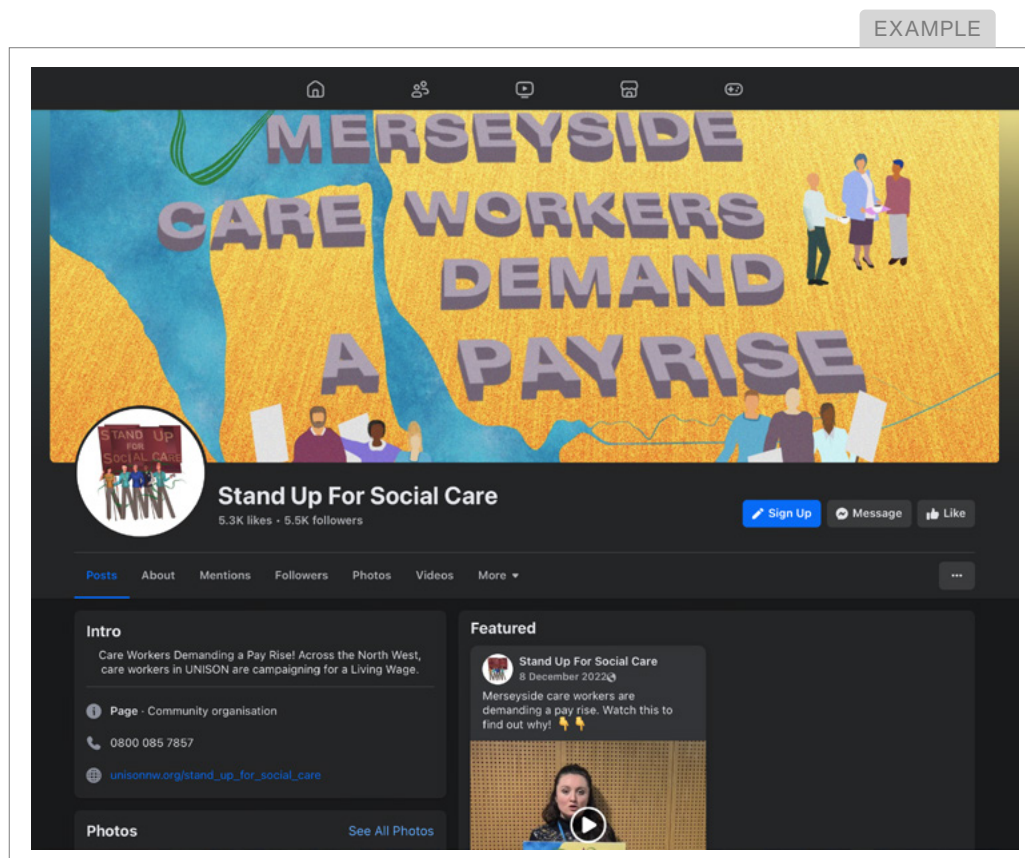 EXAMPLE
MERSEYSIDE
CARE WORKERS
DEMAND
A PAY RISE
STAND UP
FOR
SOCIAL CARE
Stand Up For Social Care
5.3K likes • 5.5K followers
Sign Up
Message
Like
Posts
About
Mentions
Followers
Photos
Videos
More
Intro
Care Workers Demanding a Pay Rise! Across the North West,
care workers in UNISON are campaigning for a Living Wage.
Page · Community organisation
0800 085 7857
unisonnw.org/stand_up_for_social_care
Photos
See All Photos
Featured
Stand Up For Social Care
8 December 2022
Merseyside care workers are
demanding a pay rise. Watch this to
find out why! 👇 👇